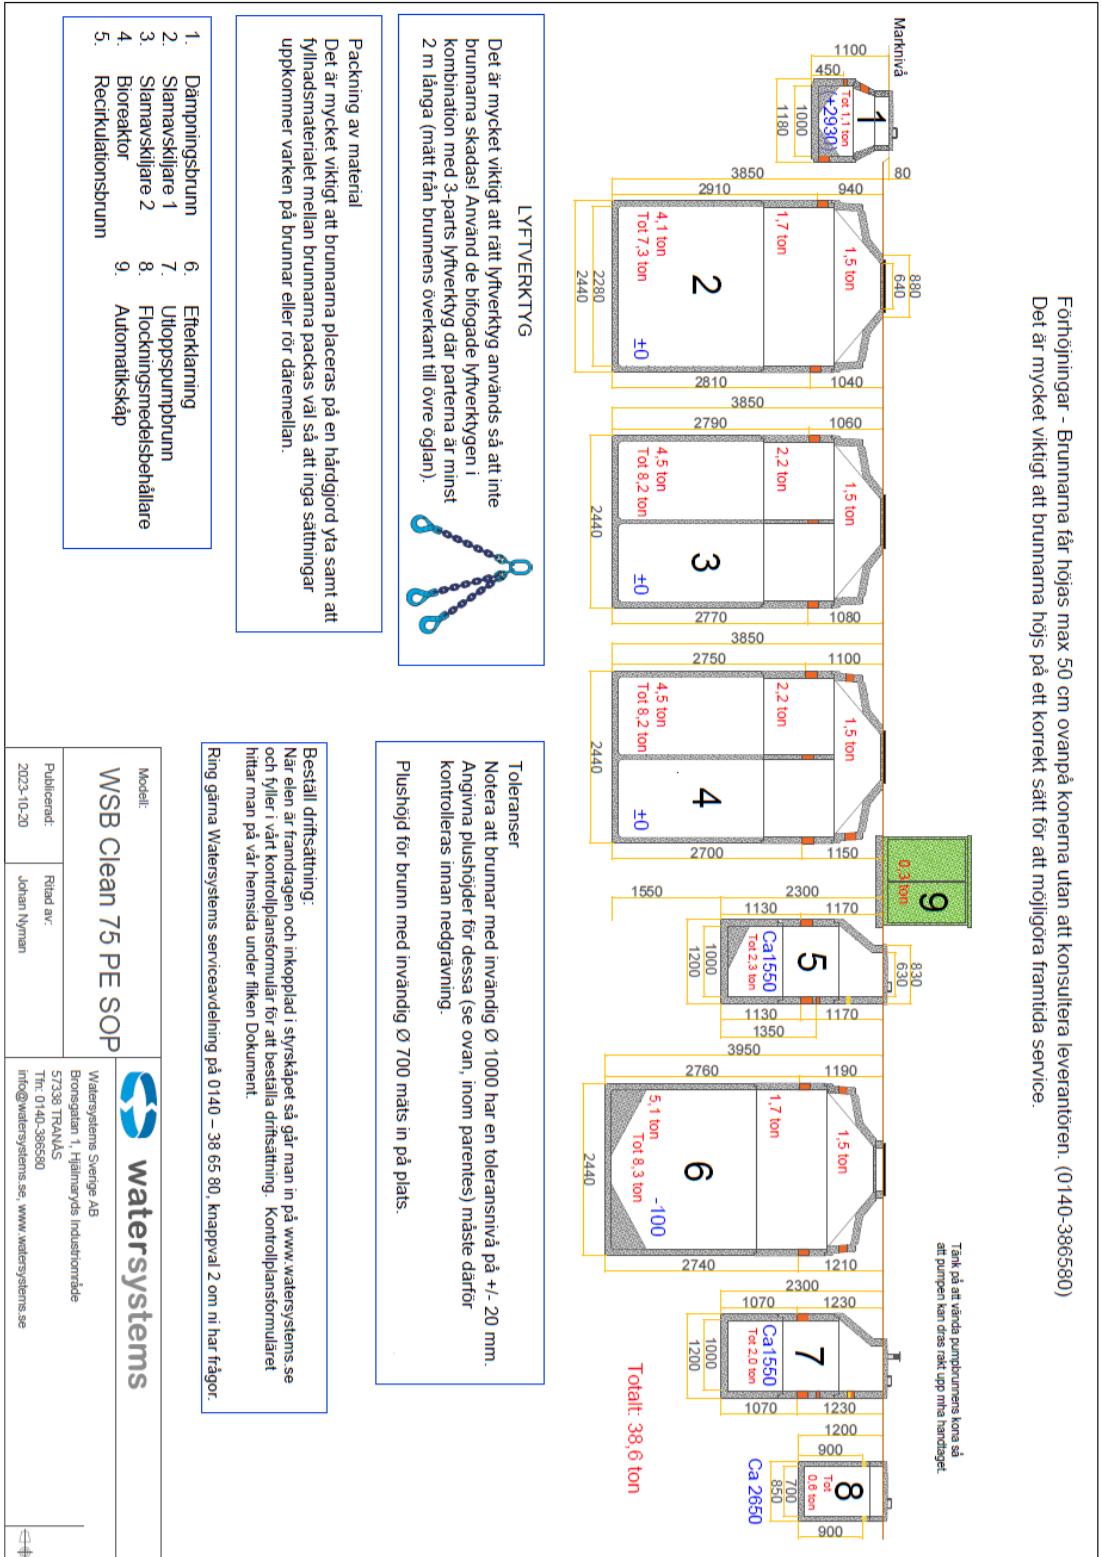 Förhöjningar - Brunnarna får höjas max 50 cm ovanpå konerna utan att konsultera leverantören. (0140-386580)
Det är mycket viktigt att brunnarna höjs på ett korrekt sätt för att möjliggöra framtida service.
Tänk på att vända pumpbrunnens kona så
att pumpen kan dras rakt upp mha handtaget.
Marknivå
1100
450
1
Tot 1,1 ton
(+2930)
1000
1180
80
3850
2910
940
880
640
1,5 ton
1,7 ton
2
4,1 ton
Tot 7,3 ton
±0
2280
2440
2810
1040
3850
2790
1060
1,5 ton
2,2 ton
3
4,5 ton
Tot 8,2 ton
±0
2440
2770
1080
3850
2750
1100
1,5 ton
2,2 ton
4
4,5 ton
Tot 8,2 ton
±0
2440
2700
1150
9
0,3 ton
1550
2300
1130
1170
830
630
5
Ca1550
Tot 2,3 ton
1000
1200
1130
1170
1350
3950
2760
1190
1,5 ton
1,7 ton
6
5,1 ton
Tot 8,3 ton
-100
2440
2740
1210
2300
1070
1230
7
Ca1550
Tot 2,0 ton
1000
1200
1070
1230
1200
900
8
Tot
0,6 ton
700
850
900
Ca 2650
Totalt: 38,6 ton
LYFTVERKTYG
Det är mycket viktigt att rätt lyftverktyg används så att inte
brunnarna skadas! Använd de bifogade lyftverktygen i
kombination med 3-parts lyftverktyg där parterna är minst
2 m långa (mätt från brunnens överkant till övre öglan).
Toleranser
Notera att brunnar med invändig Ø 1000 har en toleransnivå på +/- 20 mm.
Angivna plushöjder för dessa (se ovan, inom parentes) måste därför
kontrolleras innan nedgrävning.
Plushöjd för brunn med invändig Ø 700 mäts in på plats.
Packning av material
Det är mycket viktigt att brunnarna placeras på en hårdgjord yta samt att
fyllnadsmaterialet mellan brunnarna packas väl så att inga sättningar
uppkommer varken på brunnar eller rör däremellan.
Beställ driftsättning:
När elen är framdragen och inkopplad i styrskåpet så går man in på www.watersystems.se
och fyller i vårt kontrollplansformulär för att beställa driftsättning. Kontrollplansformuläret
hittar man på vår hemsida under fliken Dokument.
Ring gärna Watersystems serviceavdelning på 0140 – 38 65 80, knappval 2 om ni har frågor.
1. Dämpningsbrunn
2. Slamavskiljare 1
3. Slamavskiljare 2
4. Bioreaktor
5. Recirkulationsbrunn
6. Efterklarning
7. Utloppspumpbrunn
8. Flockningsmedelsbehållare
9. Automatikskåp
Modell:
WSB Clean 75 PE SOP
Publicerad:
2023-10-20
Ritad av:
Johan Nyman
watersystems
Watersystems Sverige AB
Bronsgatan 1, Hjälmaryds Industriområde
57338 TRANÅS
Tfn: 0140-386580
info@watersystems.se, www.watersystems.se